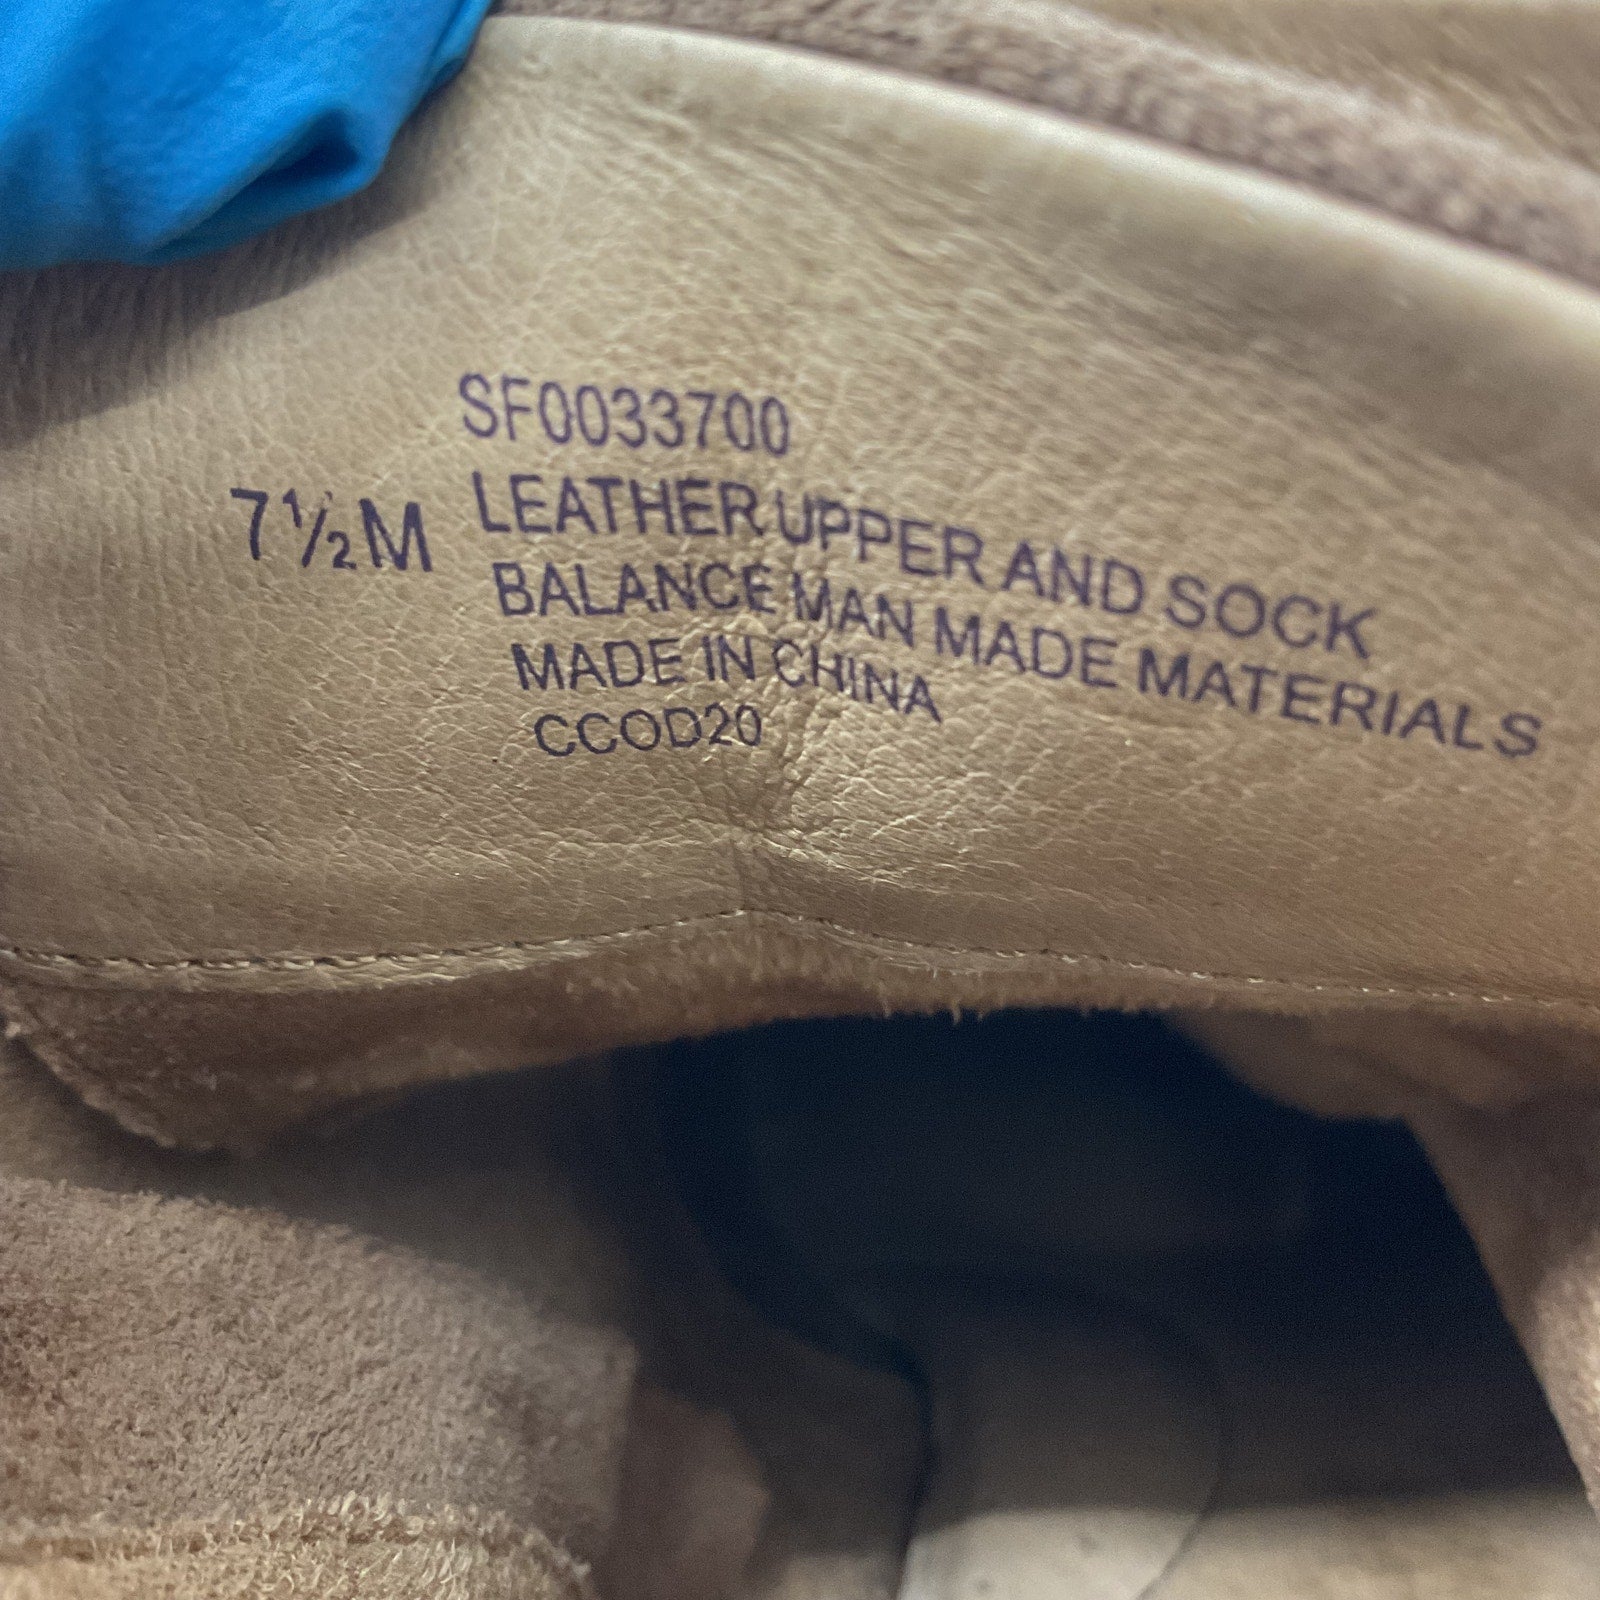 SF0033700
7½M
LEATHER UPPER AND SOCK
BALANCE MAN MADE MATERIALS
MADE IN CHINA
CCOD20